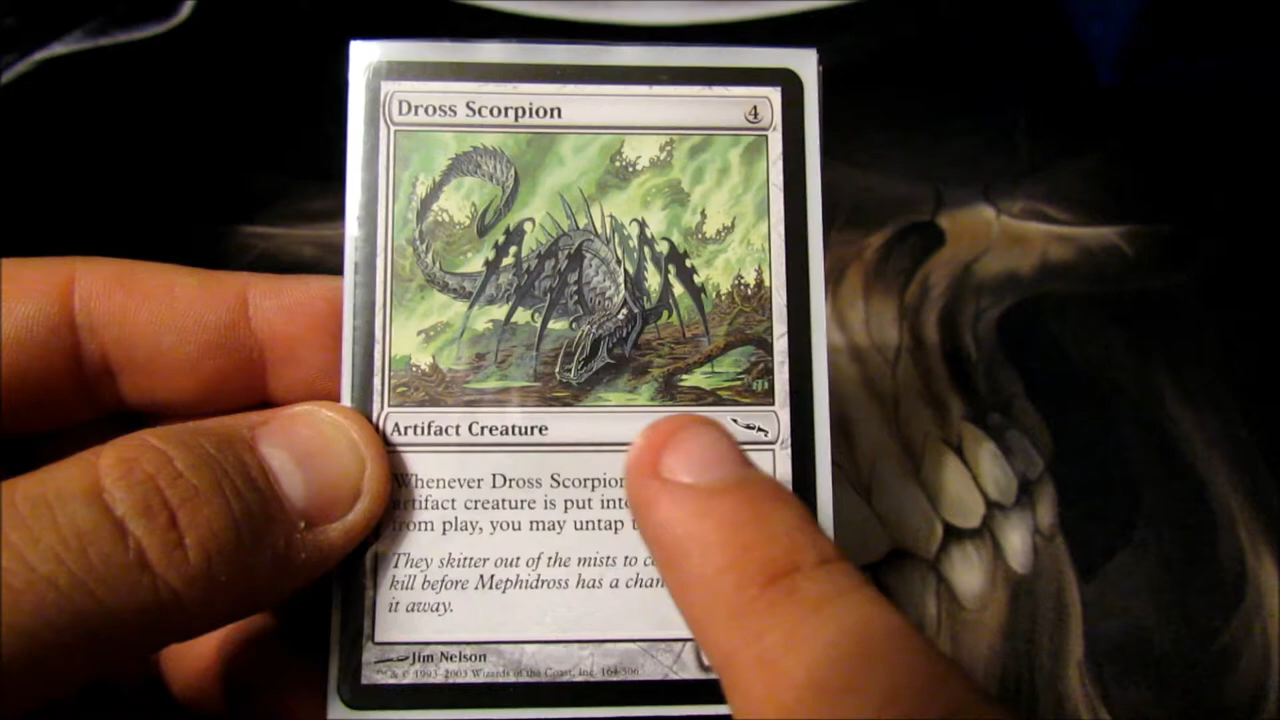 Dross Scorpion 4
Artifact Creature
Whenever Dross Scorpion
artifact creature is put into
from play, you may untap
They skitter out of the mists to
kill before Mephidross has a
it away.
Jim Nelson
™ & © 1993-2003 Wizards of the Coast, Inc. 164/306